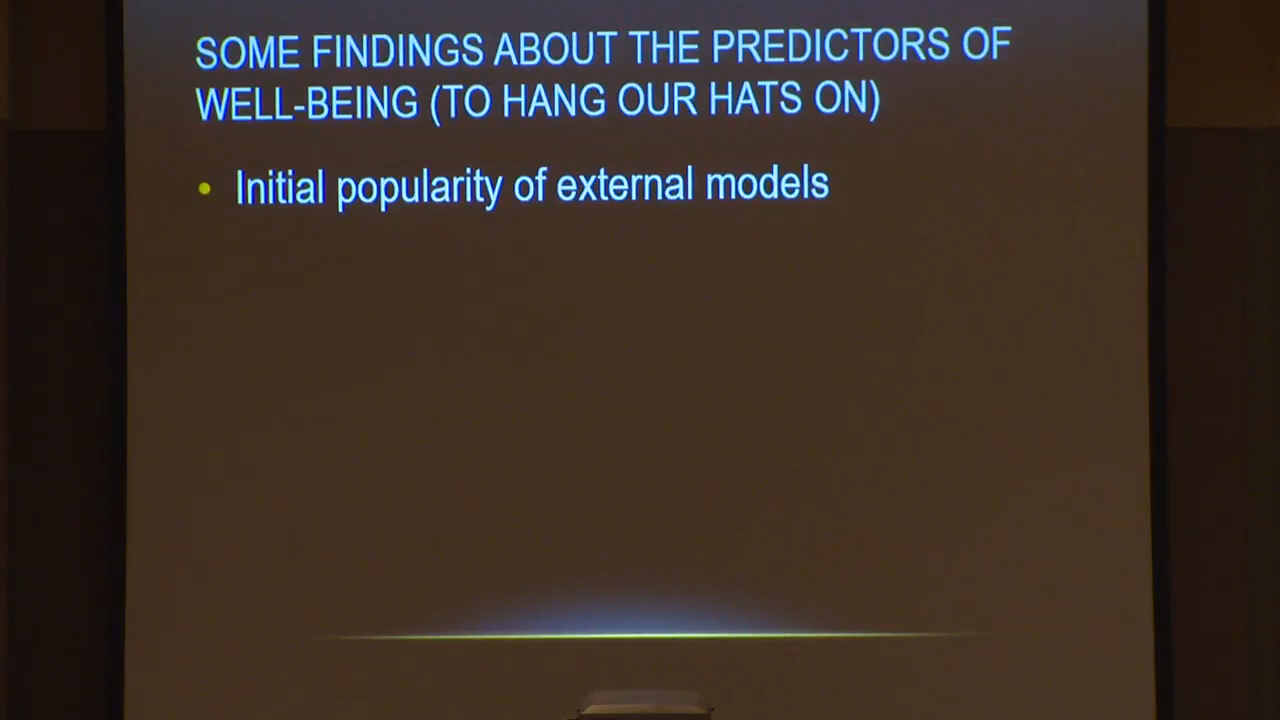 SOME FINDINGS ABOUT THE PREDICTORS OF
WELL-BEING (TO HANG OUR HATS ON)
• Initial popularity of external models